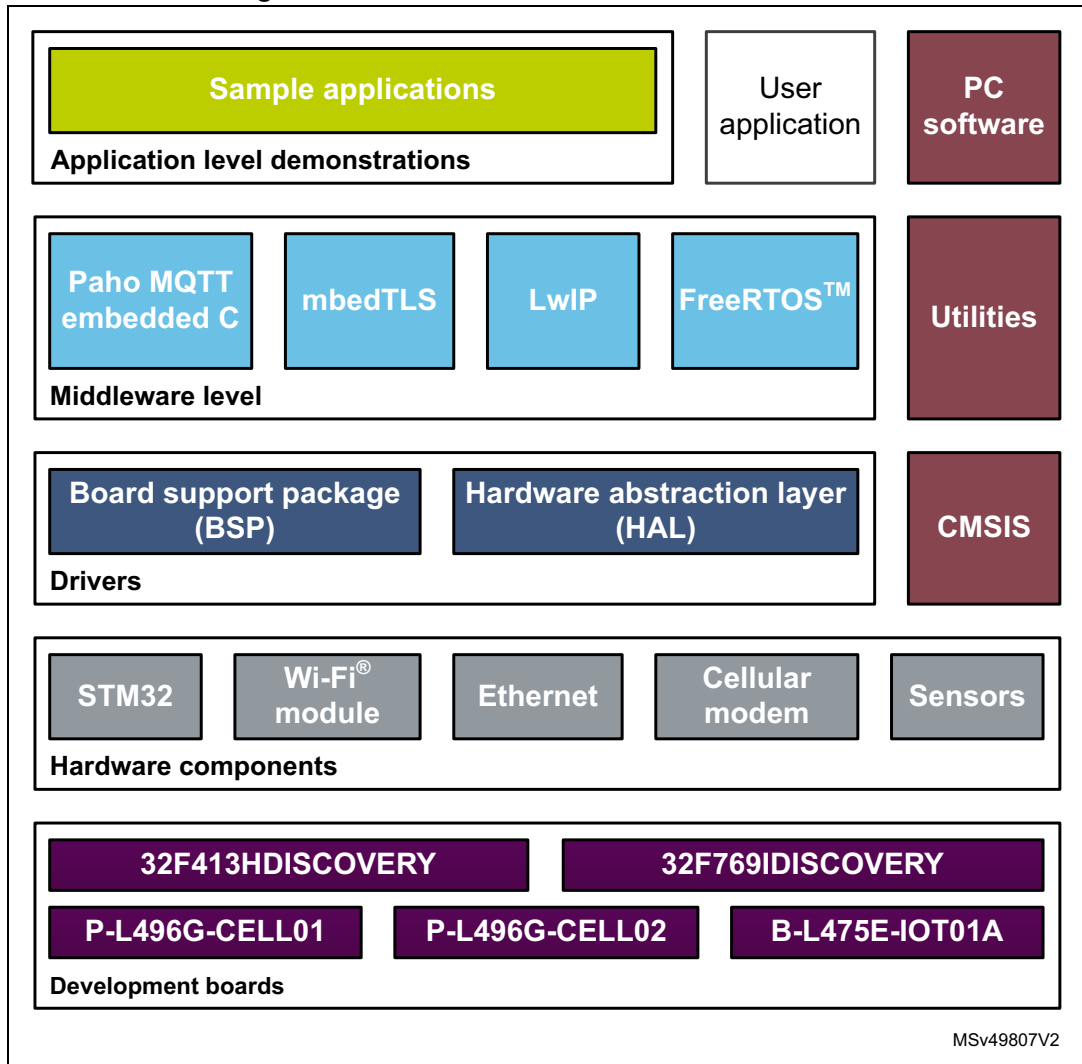 Sample applications
Application level demonstrations
User
application
PC
software
Paho MQTT
embedded C
mbedTLS
LwIP
FreeRTOS™
Middleware level
Utilities
Board support package
(BSP)
Hardware abstraction layer
(HAL)
Drivers
CMSIS
STM32
Wi-Fi®
module
Ethernet
Cellular
modem
Sensors
Hardware components
32F413HDISCOVERY
32F769IDISCOVERY
P-L496G-CELL01
P-L496G-CELL02
B-L475E-IOT01A
Development boards
MSv49807V2